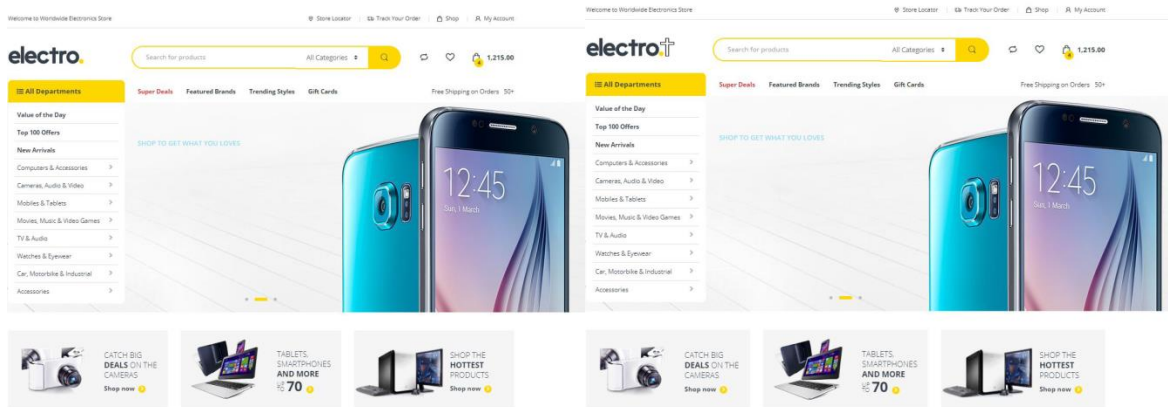 Welcome to Worldwide Electronics Store
Store Locator
Track Your Order
Shop
My Account
electro.
Search for products
All Categories
4
1,215.00
All Departments
Super Deals
Featured Brands
Trending Styles
Gift Cards
Free Shipping on Orders 50+
Value of the Day
Top 100 Offers
New Arrivals
Computers & Accessories
Cameras, Audio & Video
Mobiles & Tablets
Movies, Music & Video Games
TV & Audio
Watches & Eyewear
Car, Motorbike & Industrial
Accessories
SHOP TO GET WHAT YOU LOVES
12:45
Sun, 1 March
CATCH BIG
DEALS ON THE
CAMERAS
Shop now
TABLETS,
SMARTPHONES
AND MORE
70
SHOP THE
HOTTEST
PRODUCTS
Shop now
Welcome to Worldwide Electronics Store
Store Locator
Track Your Order
Shop
My Account
electro.
Search for products
All Categories
4
1,215.00
All Departments
Super Deals
Featured Brands
Trending Styles
Gift Cards
Free Shipping on Orders 50+
Value of the Day
Top 100 Offers
New Arrivals
Computers & Accessories
Cameras, Audio & Video
Mobiles & Tablets
Movies, Music & Video Games
TV & Audio
Watches & Eyewear
Car, Motorbike & Industrial
Accessories
SHOP TO GET WHAT YOU LOVES
12:45
Sun, 1 March
CATCH BIG
DEALS ON THE
CAMERAS
Shop now
TABLETS,
SMARTPHONES
AND MORE
70
SHOP THE
HOTTEST
PRODUCTS
Shop now